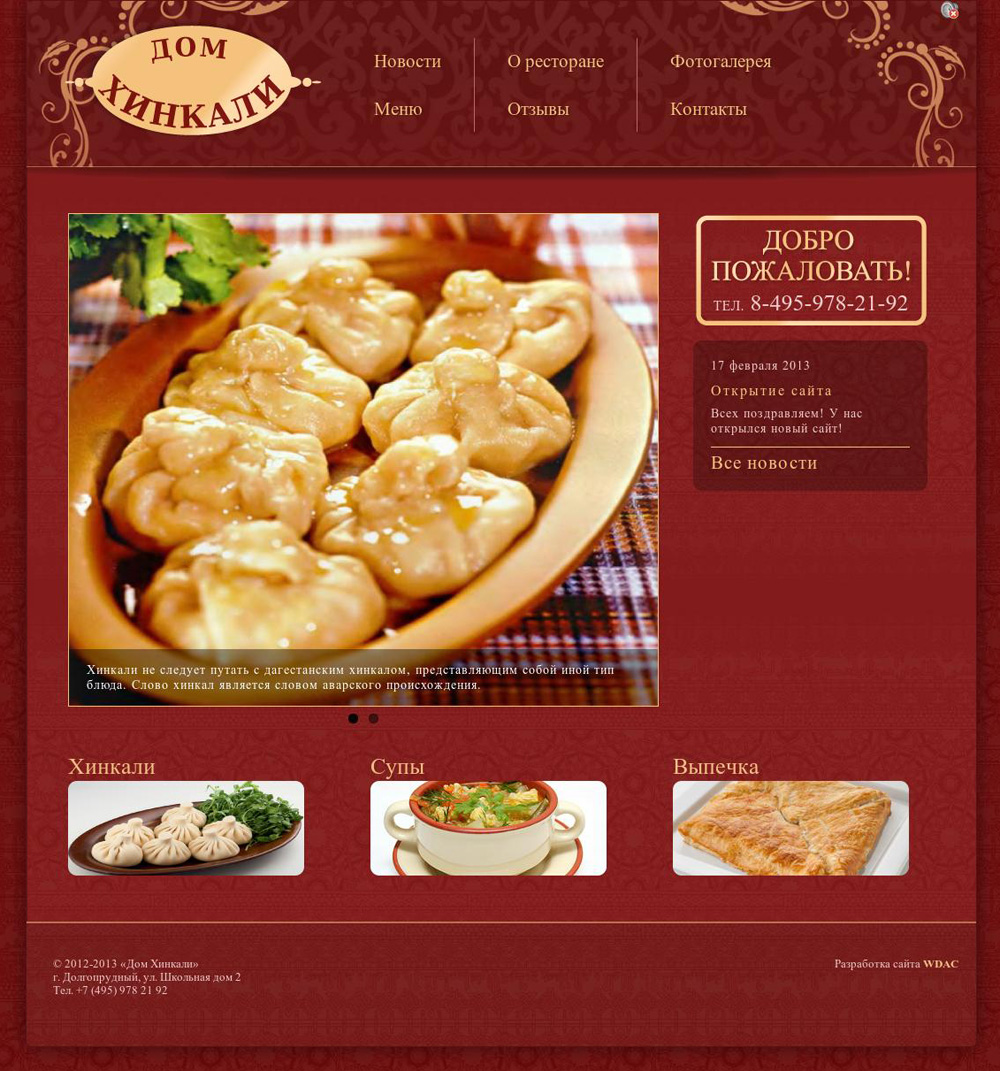 ДОМ
ХИНКАЛИ
Новости
О ресторане
Фотогалерея
Меню
Отзывы
Контакты
ДОБРО
ПОЖАЛОВАТЬ!
ТЕЛ. 8-495-978-21-92
17 февраля 2013
Открытие сайта
Всех поздравляем! У нас
открылся новый сайт!
Все новости
Хинкали не следует путать с дагестанским хинкалом, представляющим собой иной тип
блюда. Слово хинкал является словом аварского происхождения.
Хинкали
Супы
Выпечка
© 2012-2013 «Дом Хинкали»
г. Долгопрудный, ул. Школьная дом 2
Тел. +7 (495) 978 21 92
Разработка сайта WDAC